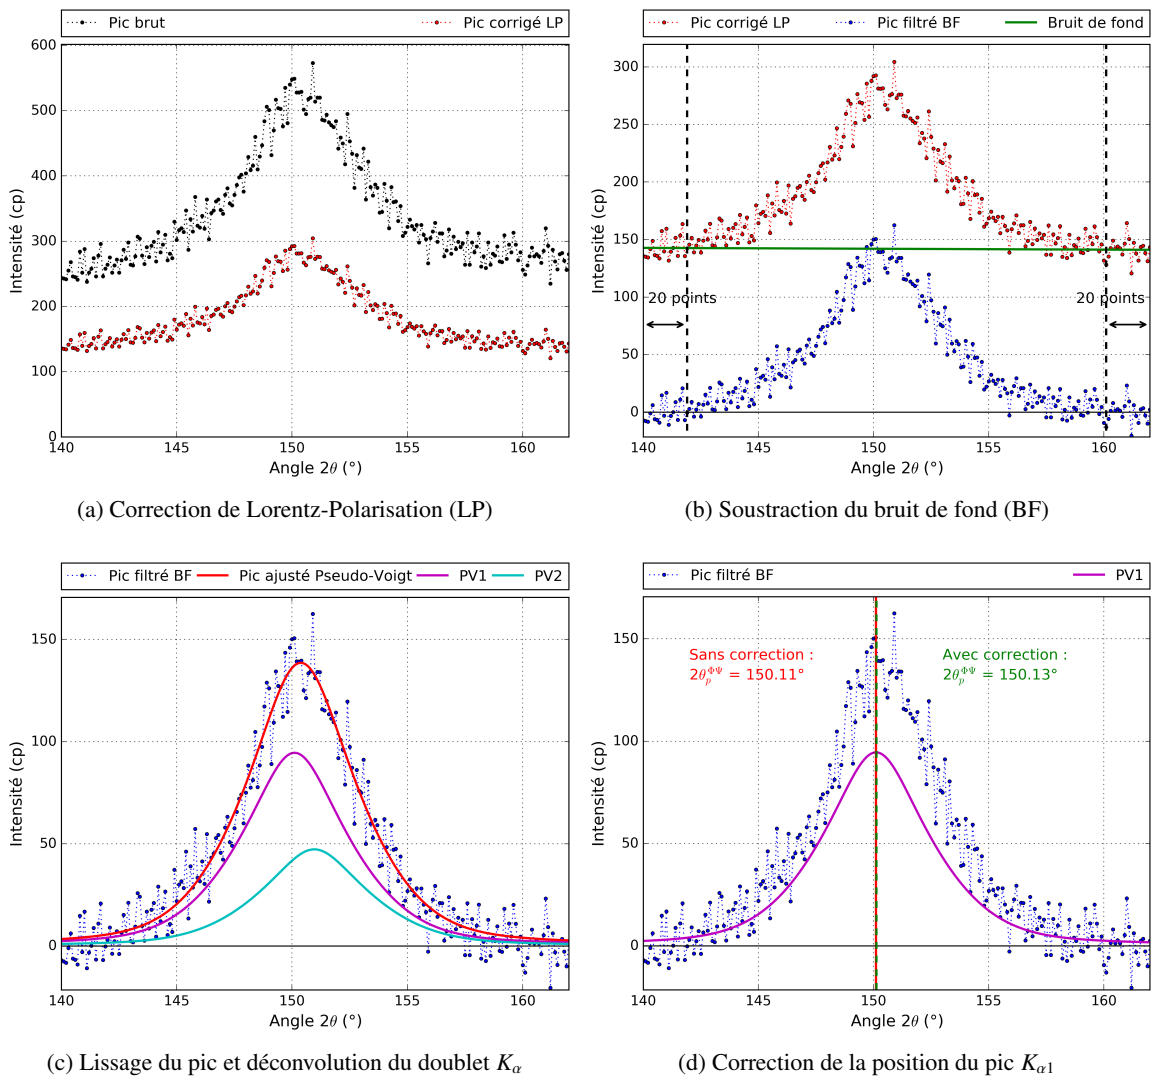 Pic brut
Pic corrigé LP
600
500
400
300
200
100
0
Intensité (cp)
140
145
150
155
160
Angle 2θ (°)
(a) Correction de Lorentz-Polarisation (LP)
Pic corrigé LP
Pic filtré BF
Bruit de fond
300
250
200
150
100
50
0
Intensité (cp)
20 points
20 points
140
145
150
155
160
Angle 2θ (°)
(b) Soustraction du bruit de fond (BF)
Pic filtré BF
Pic ajusté Pseudo-Voigt
PV1
PV2
150
100
50
0
Intensité (cp)
140
145
150
155
160
Angle 2θ (°)
(c) Lissage du pic et déconvolution du doublet Kα
Pic filtré BF
PV1
150
100
50
0
Intensité (cp)
Sans correction :
2θp^ΦΨ = 150.11°
Avec correction :
2θp^ΦΨ = 150.13°
140
145
150
155
160
Angle 2θ (°)
(d) Correction de la position du pic Kα1